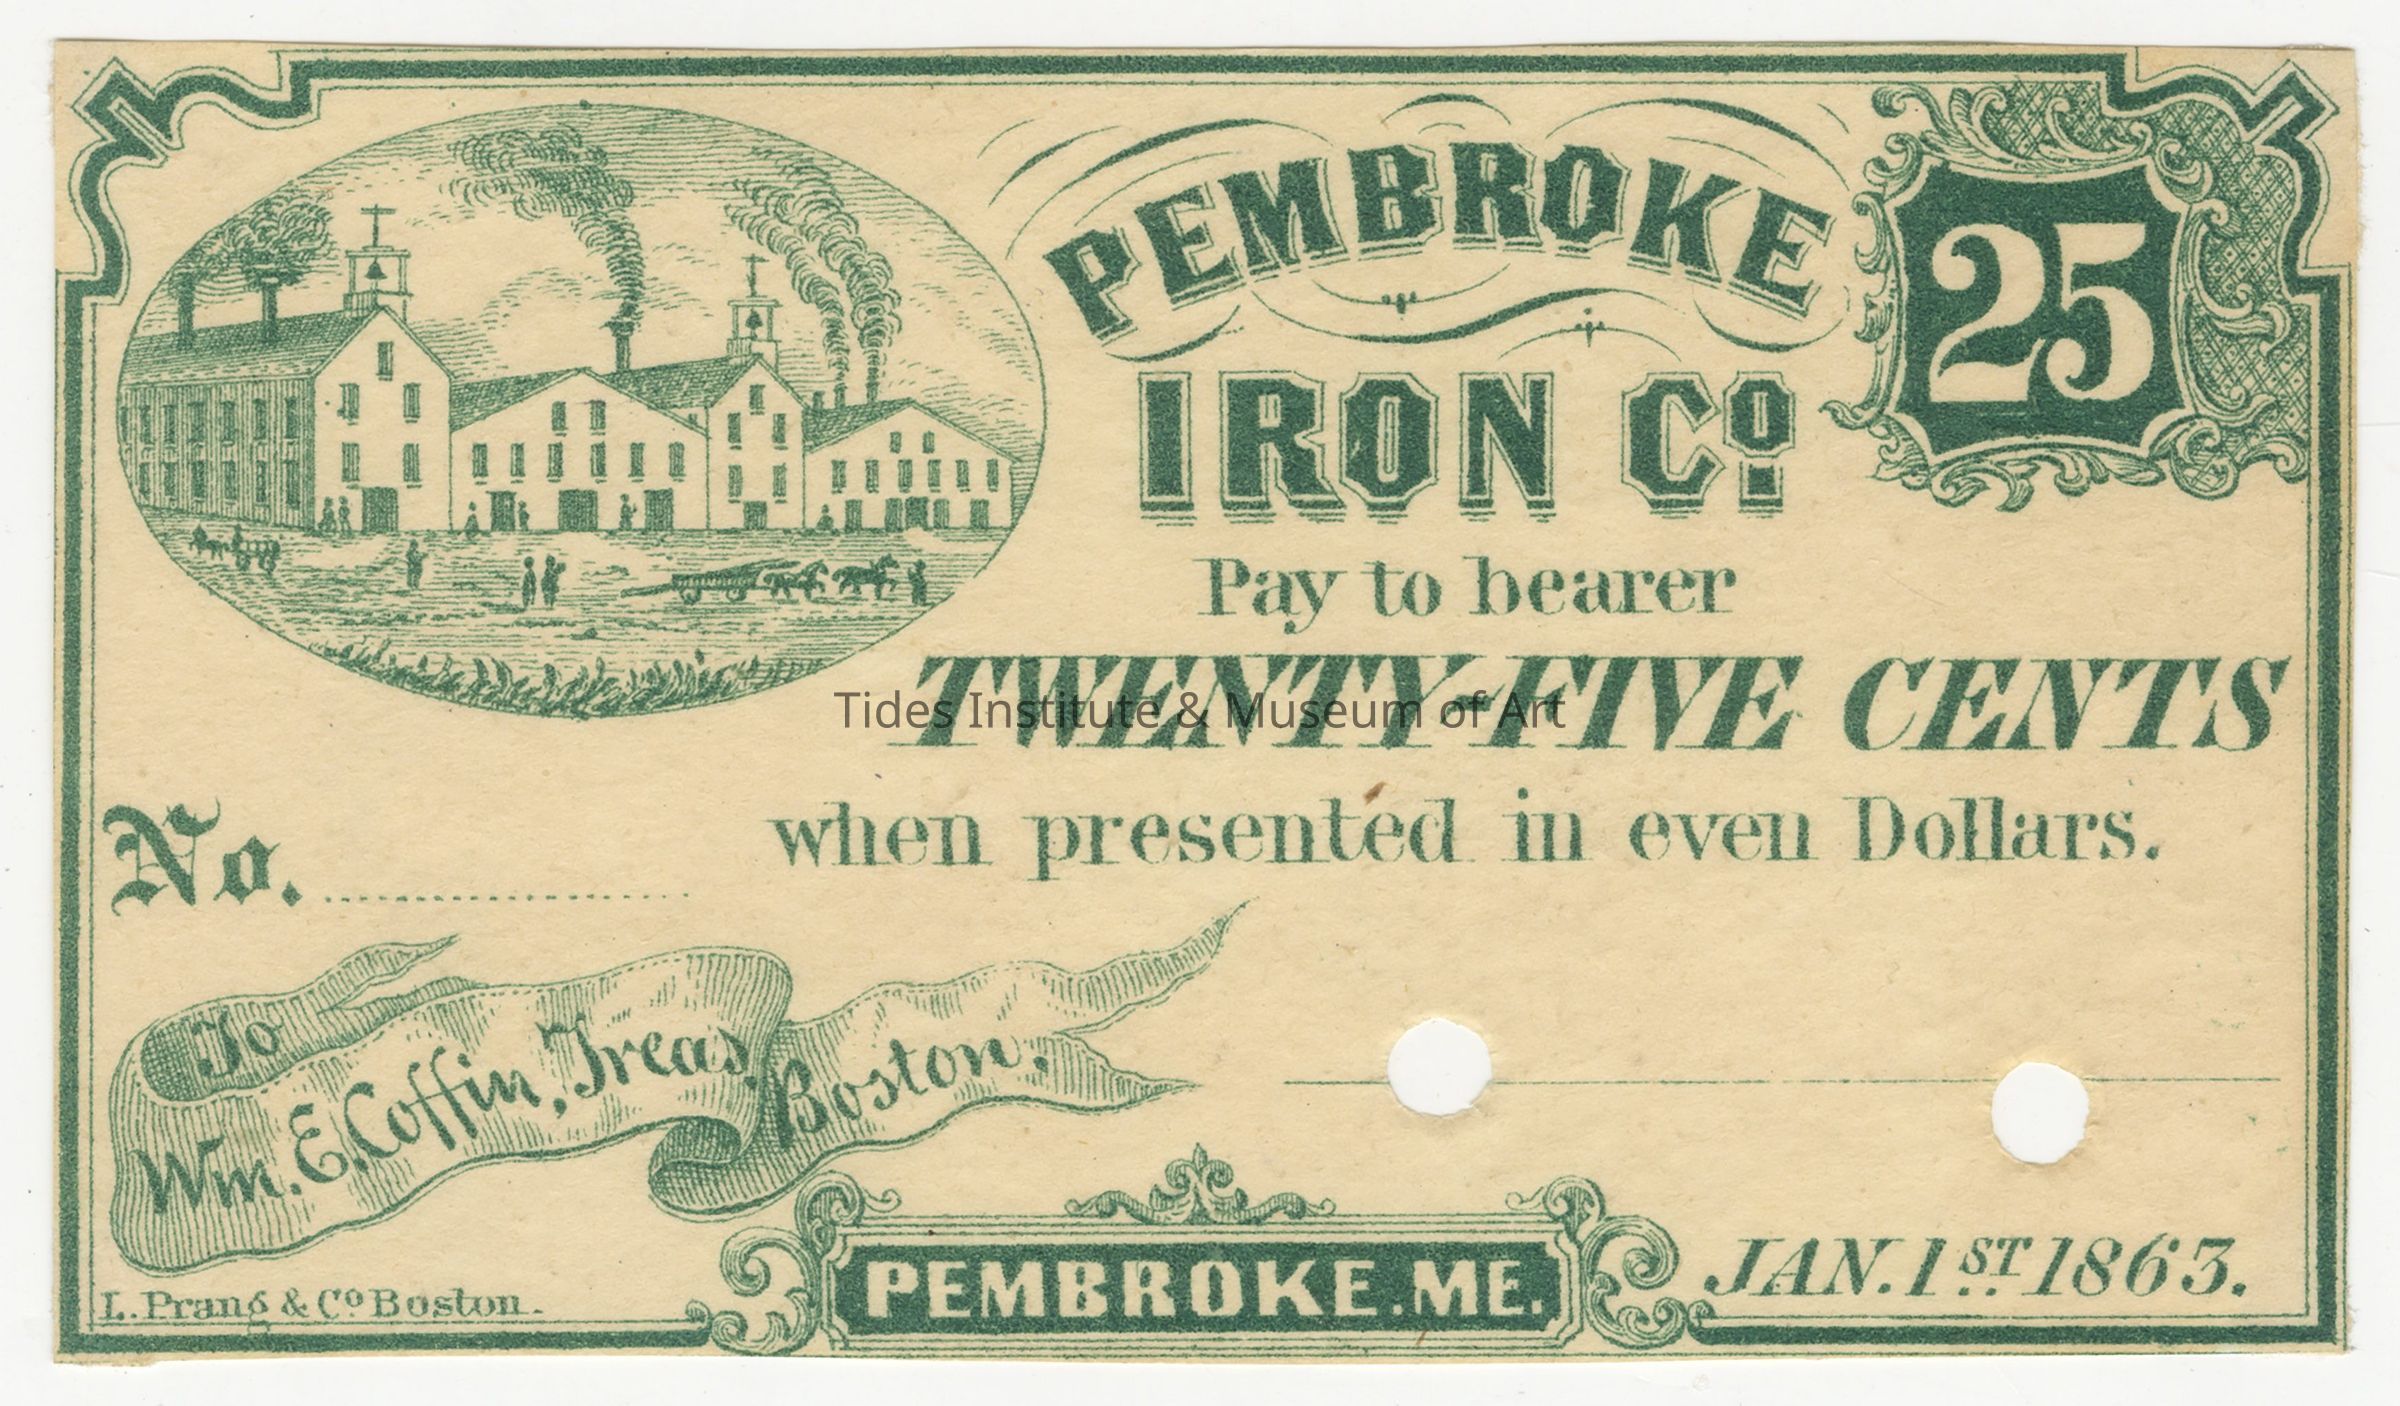 PEMBROKE
IRON Cº
25
Pay to bearer
TWENTY-FIVE CENTS
Tides Institute & Museum of Art
when presented in even Dollars.
No.
To
Wm. E. Coffin, Treas.
Boston.
L. Prang & Cº Boston.
PEMBROKE. ME.
JAN. 1ST 1863.